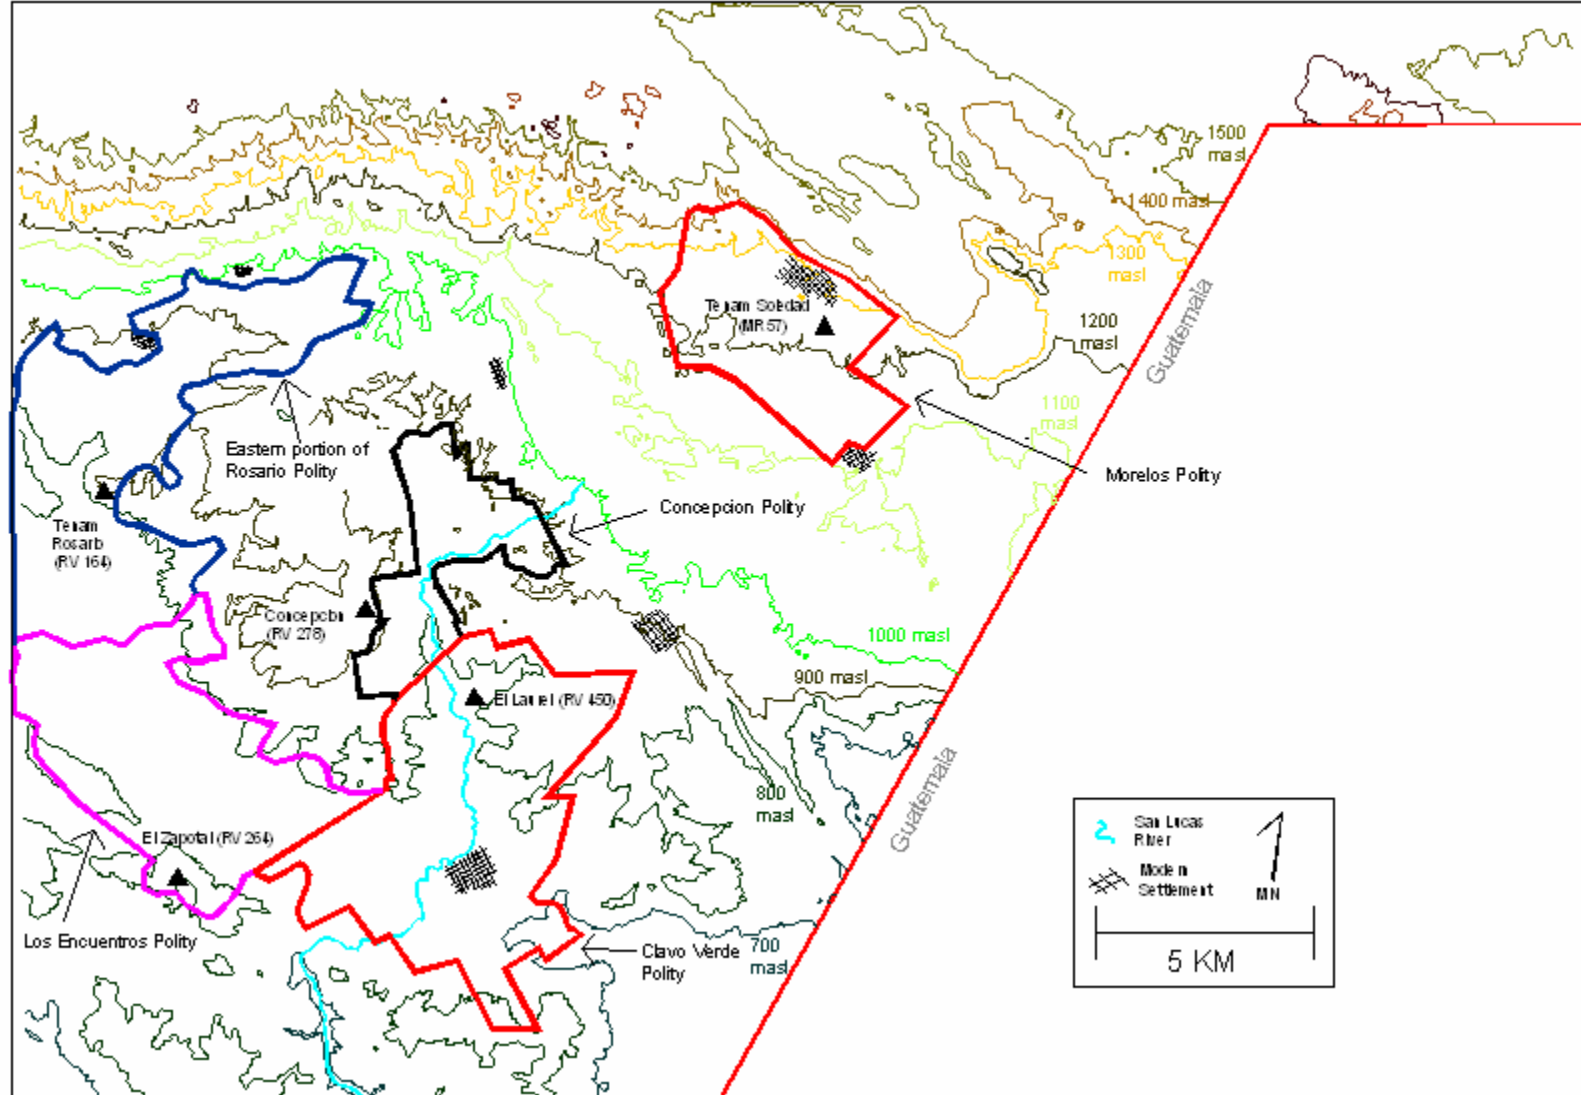 1500
masl
1400 masl
1300
masl
1200
masl
Guatemala
Tenam Soledad
(MR 57)
1100
masl
Eastern portion of
Rosario Polity
Morelos Polity
Concepcion Polity
Tenam
Rosario
(RV 164)
Concepcion
(RV 278)
1000 masl
900 masl
El Laurel (RV 450)
Guatemala
800
masl
El Zapotal (RV 264)
San Lucas
River
Modern
Settlement
MN
5 KM
Los Encuentros Polity
Clavo Verde
Polity
700
masl